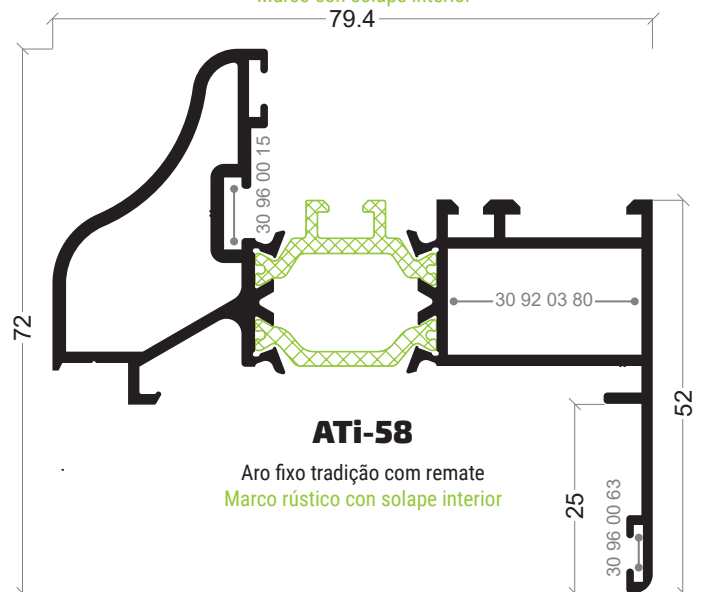 Marco con solape interior
79.4
30 96 00 15
30 92 03 80
72
52
ATi-58
Aro fixo tradição com remate
Marco rústico con solape interior
25
30 96 00 63